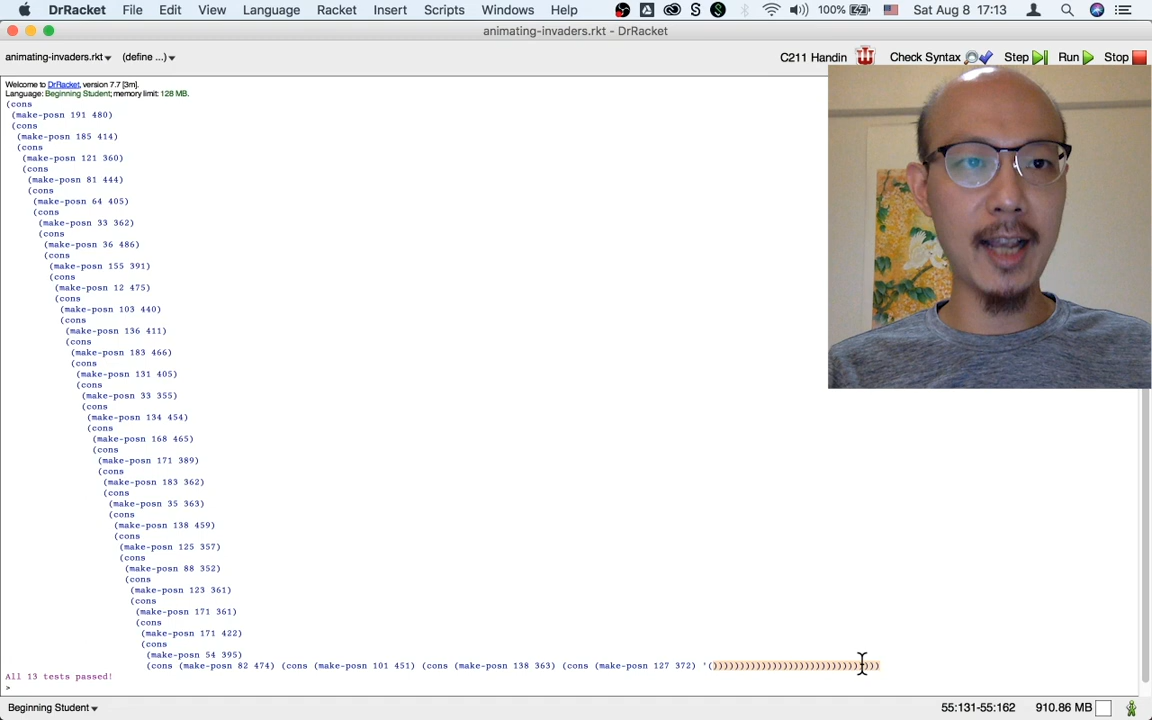 DrRacket File Edit View Language Racket Insert Scripts Windows Help 100% Sat Aug 8 17:13
animating-invaders.rkt - DrRacket
animating-invaders.rkt (define ...) C211 Handin Check Syntax Step Run Stop
Welcome to DrRacket, version 7.7 [3m].
Language: Beginning Student; memory limit: 128 MB.
(cons
(make-posn 191 480)
(cons
(make-posn 185 414)
(cons
(make-posn 121 360)
(cons
(make-posn 81 444)
(cons
(make-posn 64 405)
(cons
(make-posn 33 362)
(cons
(make-posn 36 486)
(cons
(make-posn 155 391)
(cons
(make-posn 12 475)
(cons
(make-posn 103 440)
(cons
(make-posn 136 411)
(cons
(make-posn 183 466)
(cons
(make-posn 131 405)
(cons
(make-posn 33 355)
(cons
(make-posn 134 454)
(cons
(make-posn 168 465)
(cons
(make-posn 171 389)
(cons
(make-posn 183 362)
(cons
(make-posn 35 363)
(cons
(make-posn 138 459)
(cons
(make-posn 125 357)
(cons
(make-posn 88 352)
(cons
(make-posn 123 361)
(cons
(make-posn 171 361)
(cons
(make-posn 171 422)
(cons
(make-posn 54 395)
(cons (make-posn 82 474) (cons (make-posn 101 451) (cons (make-posn 138 363) (cons (make-posn 127 372) '()))))))))))))))))))))))))))))))
All 13 tests passed!
>
Beginning Student 55:131-55:162 910.86 MB